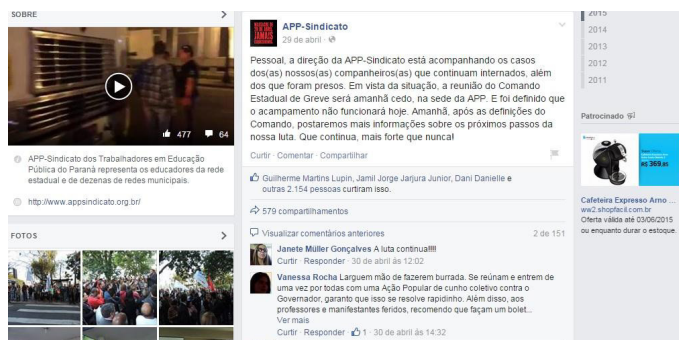 SOBRE
477 64
APP-Sindicato dos Trabalhadores em Educação
Pública do Paraná representa os educadores da rede
estadual e de dezenas de redes municipais.
http://www.appsindicato.org.br/
FOTOS
APP-Sindicato
29 de abril ·
Pessoal, a direção da APP-Sindicato está acompanhando os casos
dos(as) nossos(as) companheiros(as) que continuam internados, além
dos que foram presos. Em vista da situação, a reunião do Comando
Estadual de Greve será amanhã cedo, na sede da APP. E foi definido que
o acampamento não funcionará hoje. Amanhã, após as definições do
Comando, postaremos mais informações sobre os próximos passos da
nossa luta. Que continua, mais forte que nunca!
Curtir · Comentar · Compartilhar
Guilherme Martins Lupin, Jamil Jorge Jarjura Junior, Dani Danielle e
outras 2.154 pessoas curtiram isso.
579 compartilhamentos
Visualizar comentários anteriores 2 de 151
Janete Müller Gonçalves A luta continua!!!!!
Curtir · Responder · 30 de abril às 12:02
Vanessa Rocha Larguem mão de fazerem burrada. Se reúnam e entrem de
uma vez por todas com uma Ação Popular de cunho coletivo contra o
Governador, garanto que isso se resolve rapidinho. Além disso, aos
professores e manifestantes feridos, recomendo que façam um bolet...
Ver mais
Curtir · Responder · 1 · 30 de abril às 14:32
2015
2014
2013
2012
2011
Patrocinado
R$ 369,85
Cafeteira Expresso Arno ...
ww2.shopfacil.com.br
Oferta válida até 03/06/2015
ou enquanto durar o estoque.